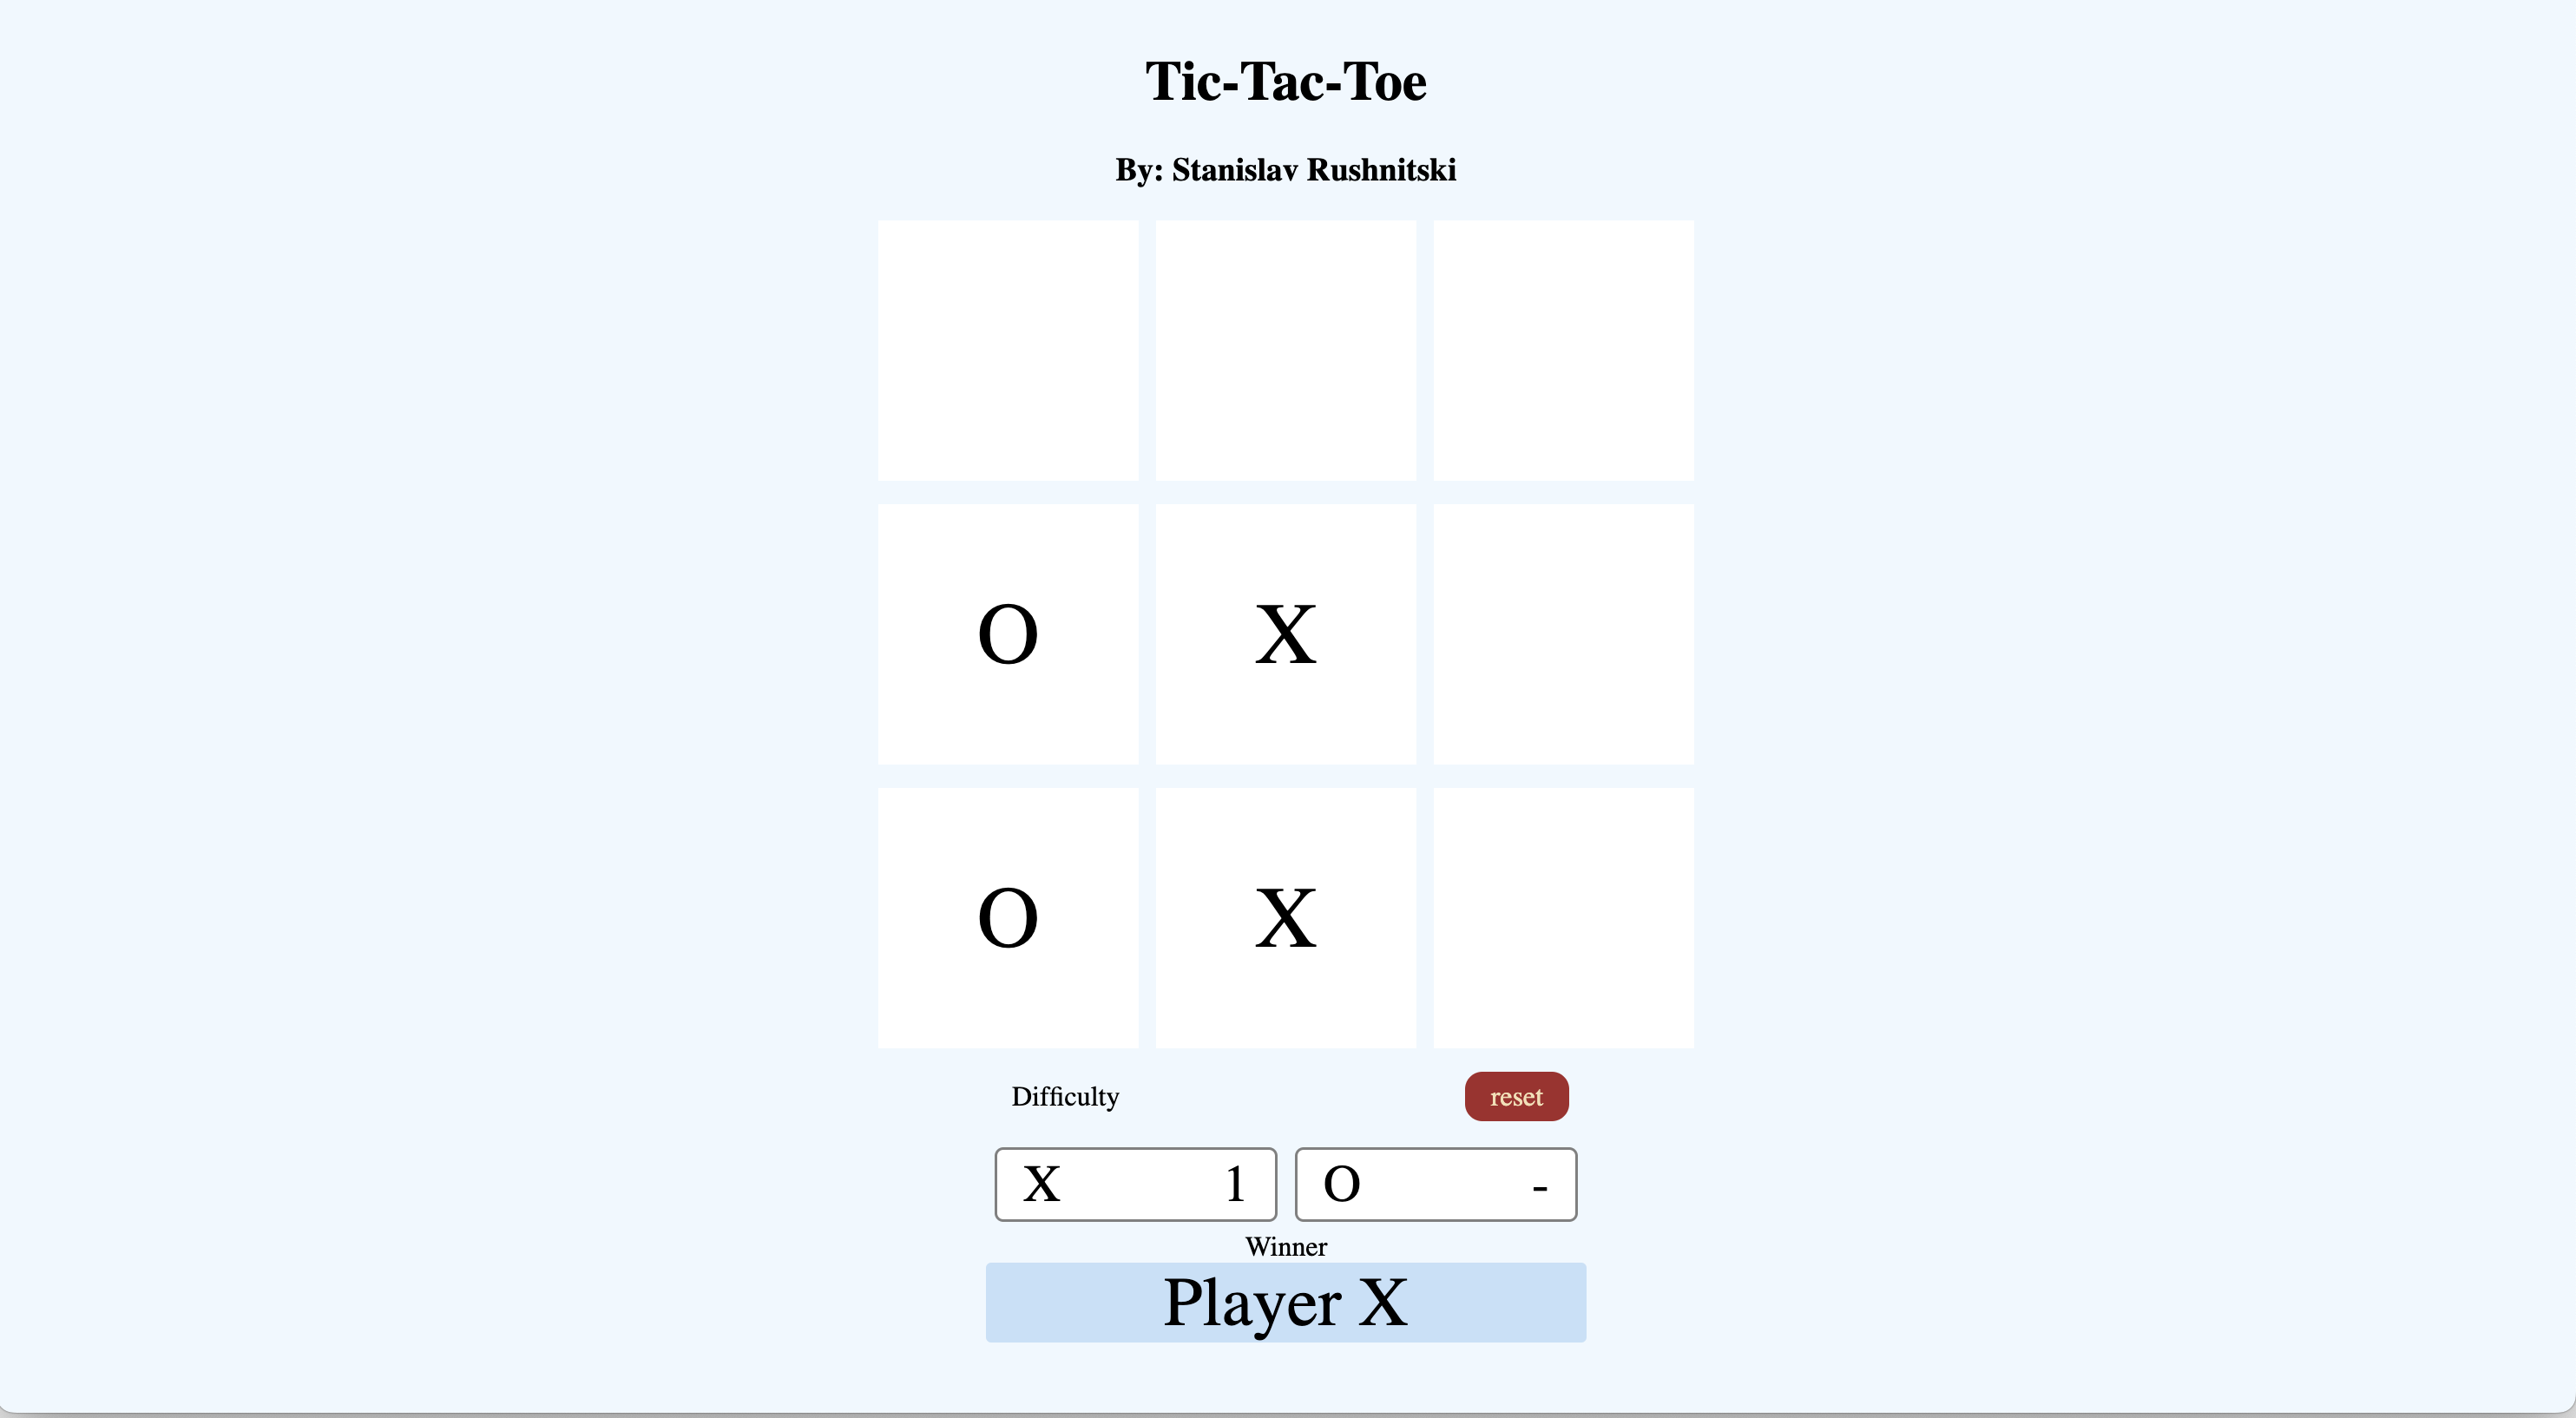 Tic-Tac-Toe
By: Stanislav Rushnitski
O X
O X
Difficulty reset
X 1 O -
Winner
Player X